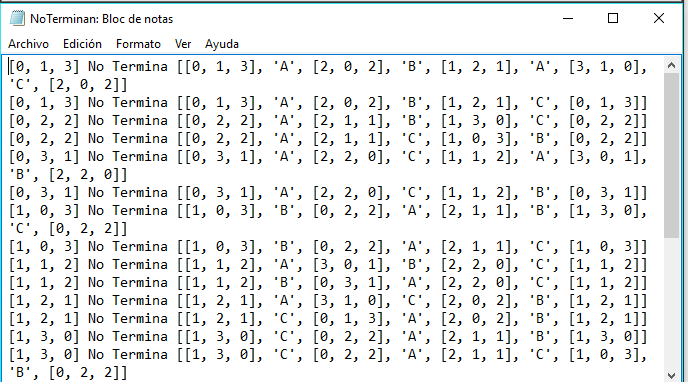 NoTerminan: Bloc de notas
Archivo Edición Formato Ver Ayuda
[0, 1, 3] No Termina [[0, 1, 3], 'A', [2, 0, 2], 'B', [1, 2, 1], 'A', [3, 1, 0],
'C', [2, 0, 2]]
[0, 1, 3] No Termina [[0, 1, 3], 'A', [2, 0, 2], 'B', [1, 2, 1], 'C', [0, 1, 3]]
[0, 2, 2] No Termina [[0, 2, 2], 'A', [2, 1, 1], 'B', [1, 3, 0], 'C', [0, 2, 2]]
[0, 2, 2] No Termina [[0, 2, 2], 'A', [2, 1, 1], 'C', [1, 0, 3], 'B', [0, 2, 2]]
[0, 3, 1] No Termina [[0, 3, 1], 'A', [2, 2, 0], 'C', [1, 1, 2], 'A', [3, 0, 1],
'B', [2, 2, 0]]
[0, 3, 1] No Termina [[0, 3, 1], 'A', [2, 2, 0], 'C', [1, 1, 2], 'B', [0, 3, 1]]
[1, 0, 3] No Termina [[1, 0, 3], 'B', [0, 2, 2], 'A', [2, 1, 1], 'B', [1, 3, 0],
'C', [0, 2, 2]]
[1, 0, 3] No Termina [[1, 0, 3], 'B', [0, 2, 2], 'A', [2, 1, 1], 'C', [1, 0, 3]]
[1, 1, 2] No Termina [[1, 1, 2], 'A', [3, 0, 1], 'B', [2, 2, 0], 'C', [1, 1, 2]]
[1, 1, 2] No Termina [[1, 1, 2], 'B', [0, 3, 1], 'A', [2, 2, 0], 'C', [1, 1, 2]]
[1, 2, 1] No Termina [[1, 2, 1], 'A', [3, 1, 0], 'C', [2, 0, 2], 'B', [1, 2, 1]]
[1, 2, 1] No Termina [[1, 2, 1], 'C', [0, 1, 3], 'A', [2, 0, 2], 'B', [1, 2, 1]]
[1, 3, 0] No Termina [[1, 3, 0], 'C', [0, 2, 2], 'A', [2, 1, 1], 'B', [1, 3, 0]]
[1, 3, 0] No Termina [[1, 3, 0], 'C', [0, 2, 2], 'A', [2, 1, 1], 'C', [1, 0, 3],
'B', [0, 2, 2]]